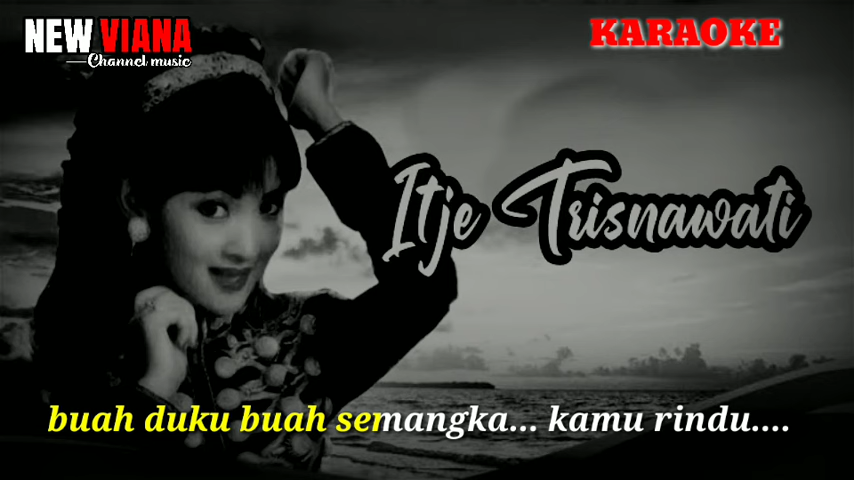 NEW VIANA
Channel music
KARAOKE
Itje Trisnawati
buah duku buah semangka... kamu rindu....